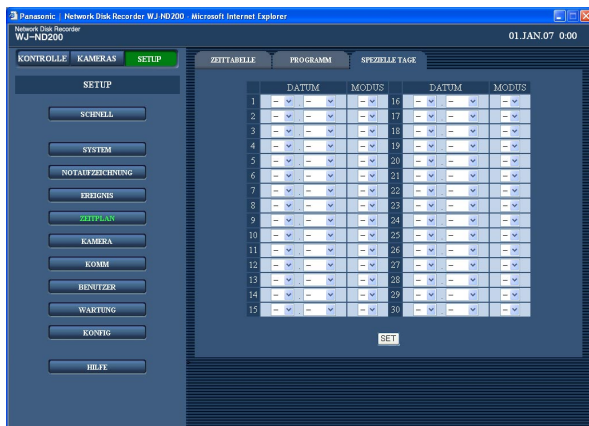 Panasonic | Network Disk Recorder WJ-ND200 - Microsoft Internet Explorer
Network Disk Recorder
WJ-ND200
01.JAN.07 0:00
KONTROLLE KAMERAS SETUP
ZEITTABELLE PROGRAMM SPEZIELLE TAGE
SETUP
SCHNELL
SYSTEM
NOTAUFZEICHNUNG
EREIGNIS
ZEITPLAN
KAMERA
KOMM
BENUTZER
WARTUNG
KONFIG
HILFE
DATUM MODUS DATUM MODUS
1 – . – – 16 – . – –
2 – . – – 17 – . – –
3 – . – – 18 – . – –
4 – . – – 19 – . – –
5 – . – – 20 – . – –
6 – . – – 21 – . – –
7 – . – – 22 – . – –
8 – . – – 23 – . – –
9 – . – – 24 – . – –
10 – . – – 25 – . – –
11 – . – – 26 – . – –
12 – . – – 27 – . – –
13 – . – – 28 – . – –
14 – . – – 29 – . – –
15 – . – – 30 – . – –
SET